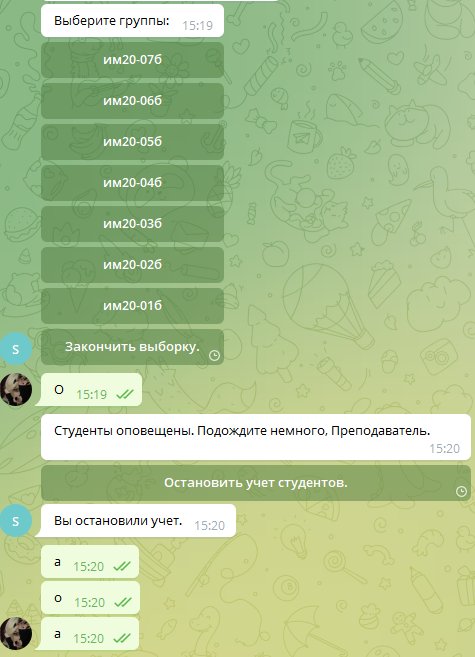 Выберите группы: 15:19
им20-07б
им20-06б
им20-05б
им20-04б
им20-03б
им20-02б
им20-01б
Закончить выборку.
S
О 15:19
Студенты оповещены. Подождите немного, Преподаватель.
15:20
Остановить учет студентов.
S
Вы остановили учет. 15:20
а 15:20
о 15:20
а 15:20